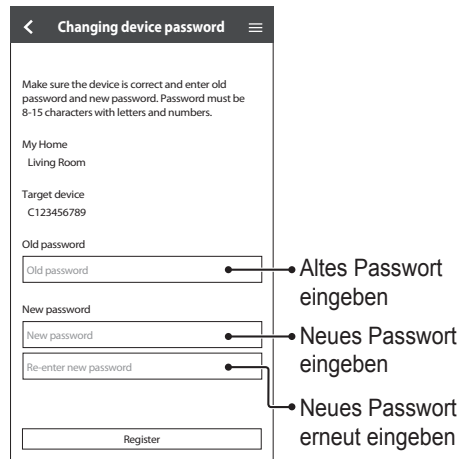 Changing device password
Make sure the device is correct and enter old
password and new password. Password must be
8-15 characters with letters and numbers.
My Home
Living Room
Target device
C123456789
Old password
Old password
Altes Passwort
eingeben
New password
New password
Neues Passwort
eingeben
Re-enter new password
Neues Passwort
erneut eingeben
Register